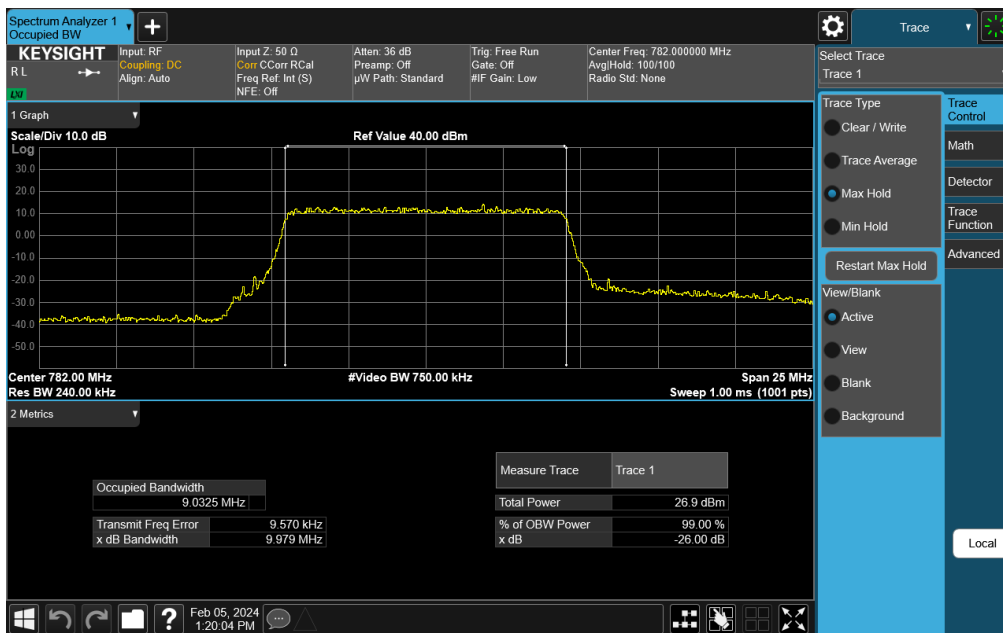 Spectrum Analyzer 1
Occupied BW
KEYSIGHT
R L
LXI
Input: RF
Coupling: DC
Align: Auto
Input Z: 50 Ω
Corr CCorr RCal
Freq Ref: Int (S)
NFE: Off
Atten: 36 dB
Preamp: Off
µW Path: Standard
Trig: Free Run
Gate: Off
#IF Gain: Low
Center Freq: 782.000000 MHz
Avg|Hold: 100/100
Radio Std: None
1 Graph
Scale/Div 10.0 dB
Ref Value 40.00 dBm
Log
30.0
20.0
10.0
0.00
-10.0
-20.0
-30.0
-40.0
-50.0
Center 782.00 MHz
#Video BW 750.00 kHz
Span 25 MHz
Res BW 240.00 kHz
Sweep 1.00 ms (1001 pts)
2 Metrics
Occupied Bandwidth
9.0325 MHz
Transmit Freq Error 9.570 kHz
x dB Bandwidth 9.979 MHz
Measure Trace Trace 1
Total Power 26.9 dBm
% of OBW Power 99.00 %
x dB -26.00 dB
Feb 05, 2024
1:20:04 PM
Trace
Select Trace
Trace 1
Trace Type
Clear / Write
Trace Average
Max Hold
Min Hold
Restart Max Hold
View/Blank
Active
View
Blank
Background
Trace
Control
Math
Detector
Trace
Function
Advanced
Local